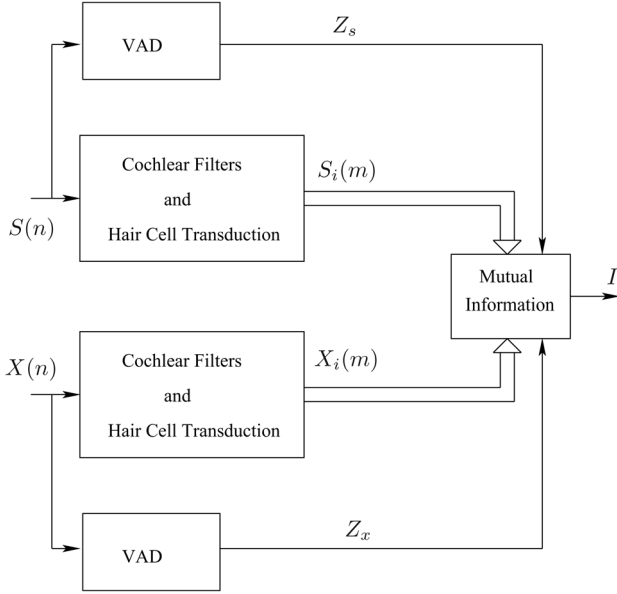 VAD
Z_s
Cochlear Filters
and
Hair Cell Transduction
S_i(m)
S(n)
Mutual
Information
I
Cochlear Filters
and
Hair Cell Transduction
X_i(m)
X(n)
VAD
Z_x